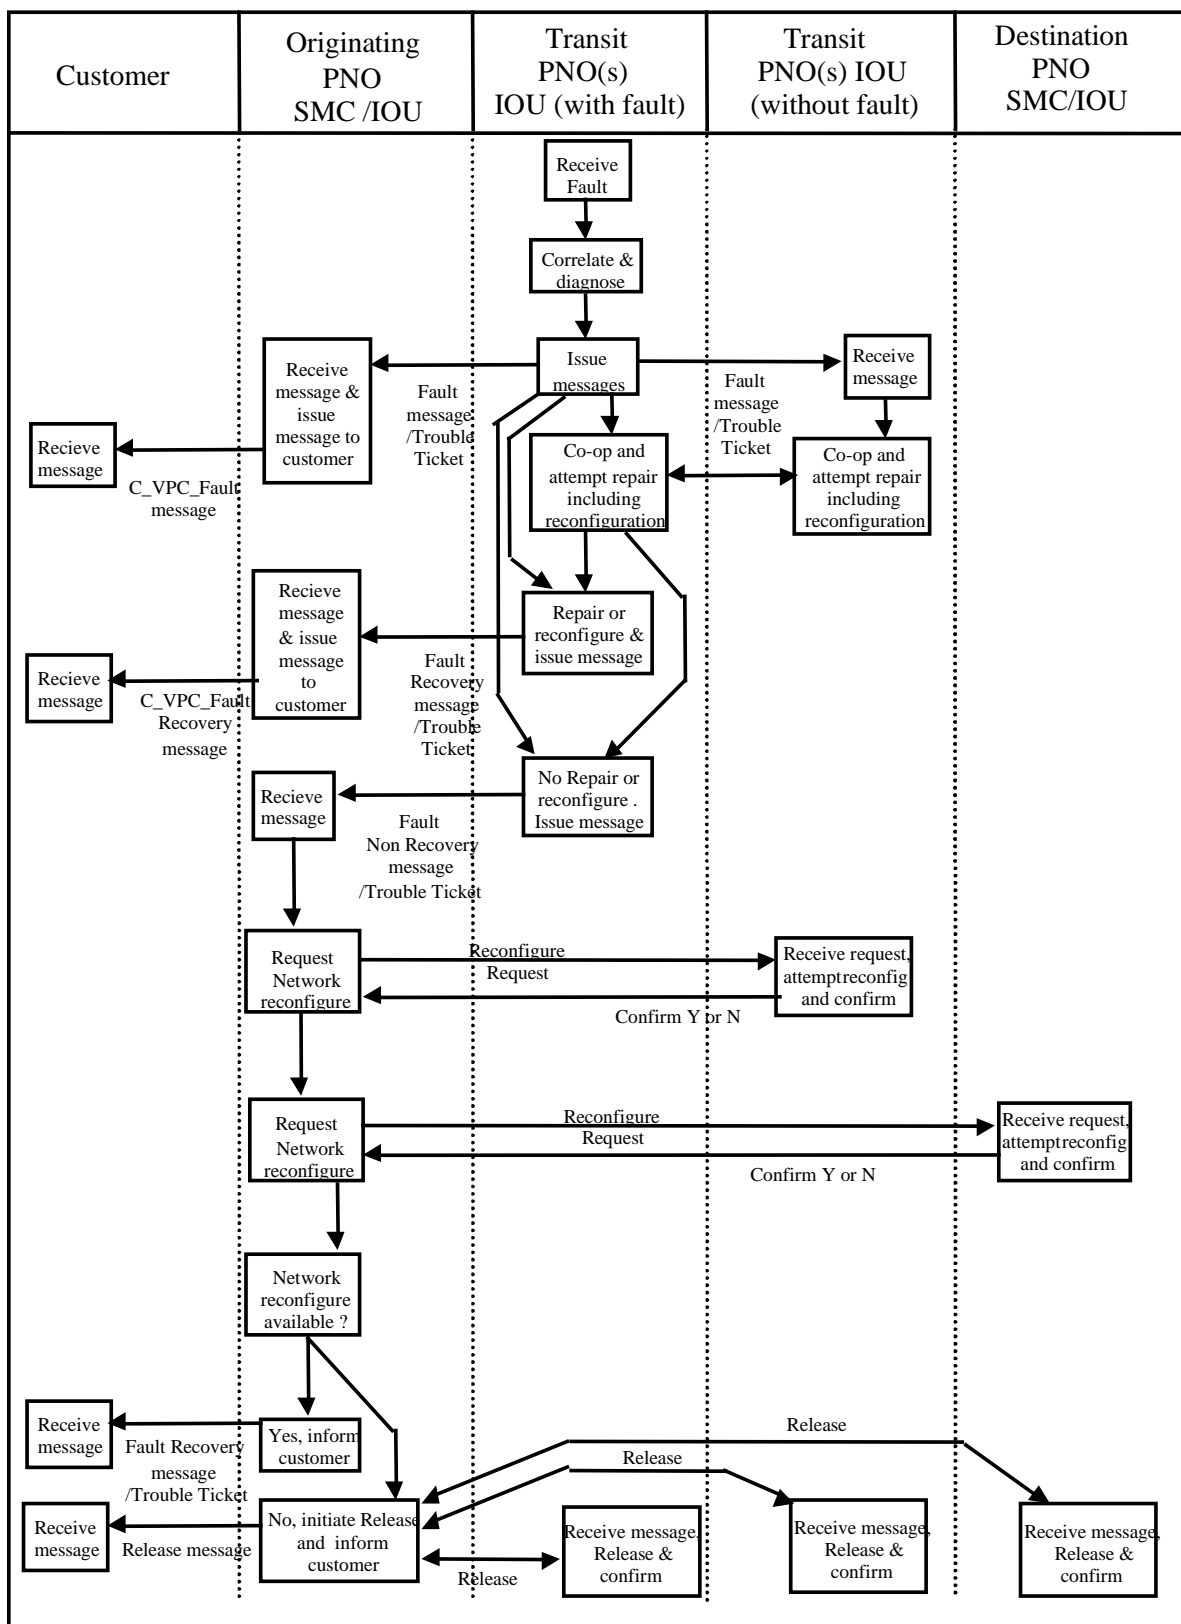 Customer
Originating
PNO
SMC /IOU
Transit
PNO(s)
IOU (with fault)
Transit
PNO(s) IOU
(without fault)
Destination
PNO
SMC/IOU
Receive
Fault
Correlate &
diagnose
Issue
messages
Receive
message &
issue
message to
customer
Fault
message
/Trouble
Ticket
Receive
message
Fault
message
/Trouble
Ticket
Recieve
message
C_VPC_Fault
message
Co-op and
attempt repair
including
reconfiguration
Co-op and
attempt repair
including
reconfiguration
Recieve
message
& issue
message
to
customer
Repair or
reconfigure &
issue message
Fault
Recovery
message
/Trouble
Ticket
Recieve
message
C_VPC_Fault
Recovery
message
No Repair or
reconfigure .
Issue message
Recieve
message
Fault
Non Recovery
message
/Trouble Ticket
Request
Network
reconfigure
Reconfigure
Request
Receive request,
attemptreconfig
and confirm
Confirm Y or N
Request
Network
reconfigure
Reconfigure
Request
Receive request,
attemptreconfig
and confirm
Confirm Y or N
Network
reconfigure
available ?
Receive
message
Yes, inform
customer
Fault Recovery
message
/Trouble Ticket
Release
Release
Receive
message
Release message
No, initiate Release
and inform
customer
Release
Receive message,
Release &
confirm
Receive message,
Release &
confirm
Receive message,
Release &
confirm